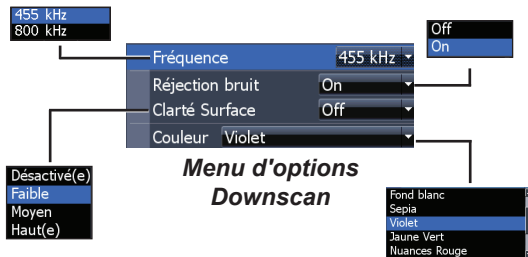 455 kHz
800 kHz
Off
On
Fréquence 455 kHz
Réjection bruit On
Clarté Surface Off
Couleur Violet
Désactivé(e)
Faible
Moyen
Haut(e)
Menu d'options
Downscan
Fond blanc
Sepia
Violet
Jaune Vert
Nuances Rouge